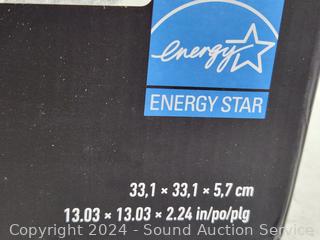 energy
ENERGY STAR
33,1 × 33,1 × 5,7 cm
13.03 × 13.03 × 2.24 in/po/plg
Copyright 2024 - Sound Auction Service